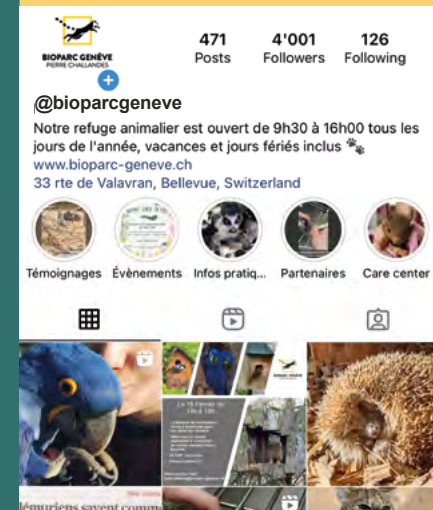 BIOPARC GENÈVE
PIERRE CHALLANDES
471 4'001 126
Posts Followers Following
@bioparcgeneve
Notre refuge animalier est ouvert de 9h30 à 16h00 tous les
jours de l'année, vacances et jours fériés inclus
www.bioparc-geneve.ch
33 rte de Valavran, Bellevue, Switzerland
Témoignages Évènements Infos pratiq... Partenaires Care center
BIOPARC GENÈVE
lémuriens savent comm